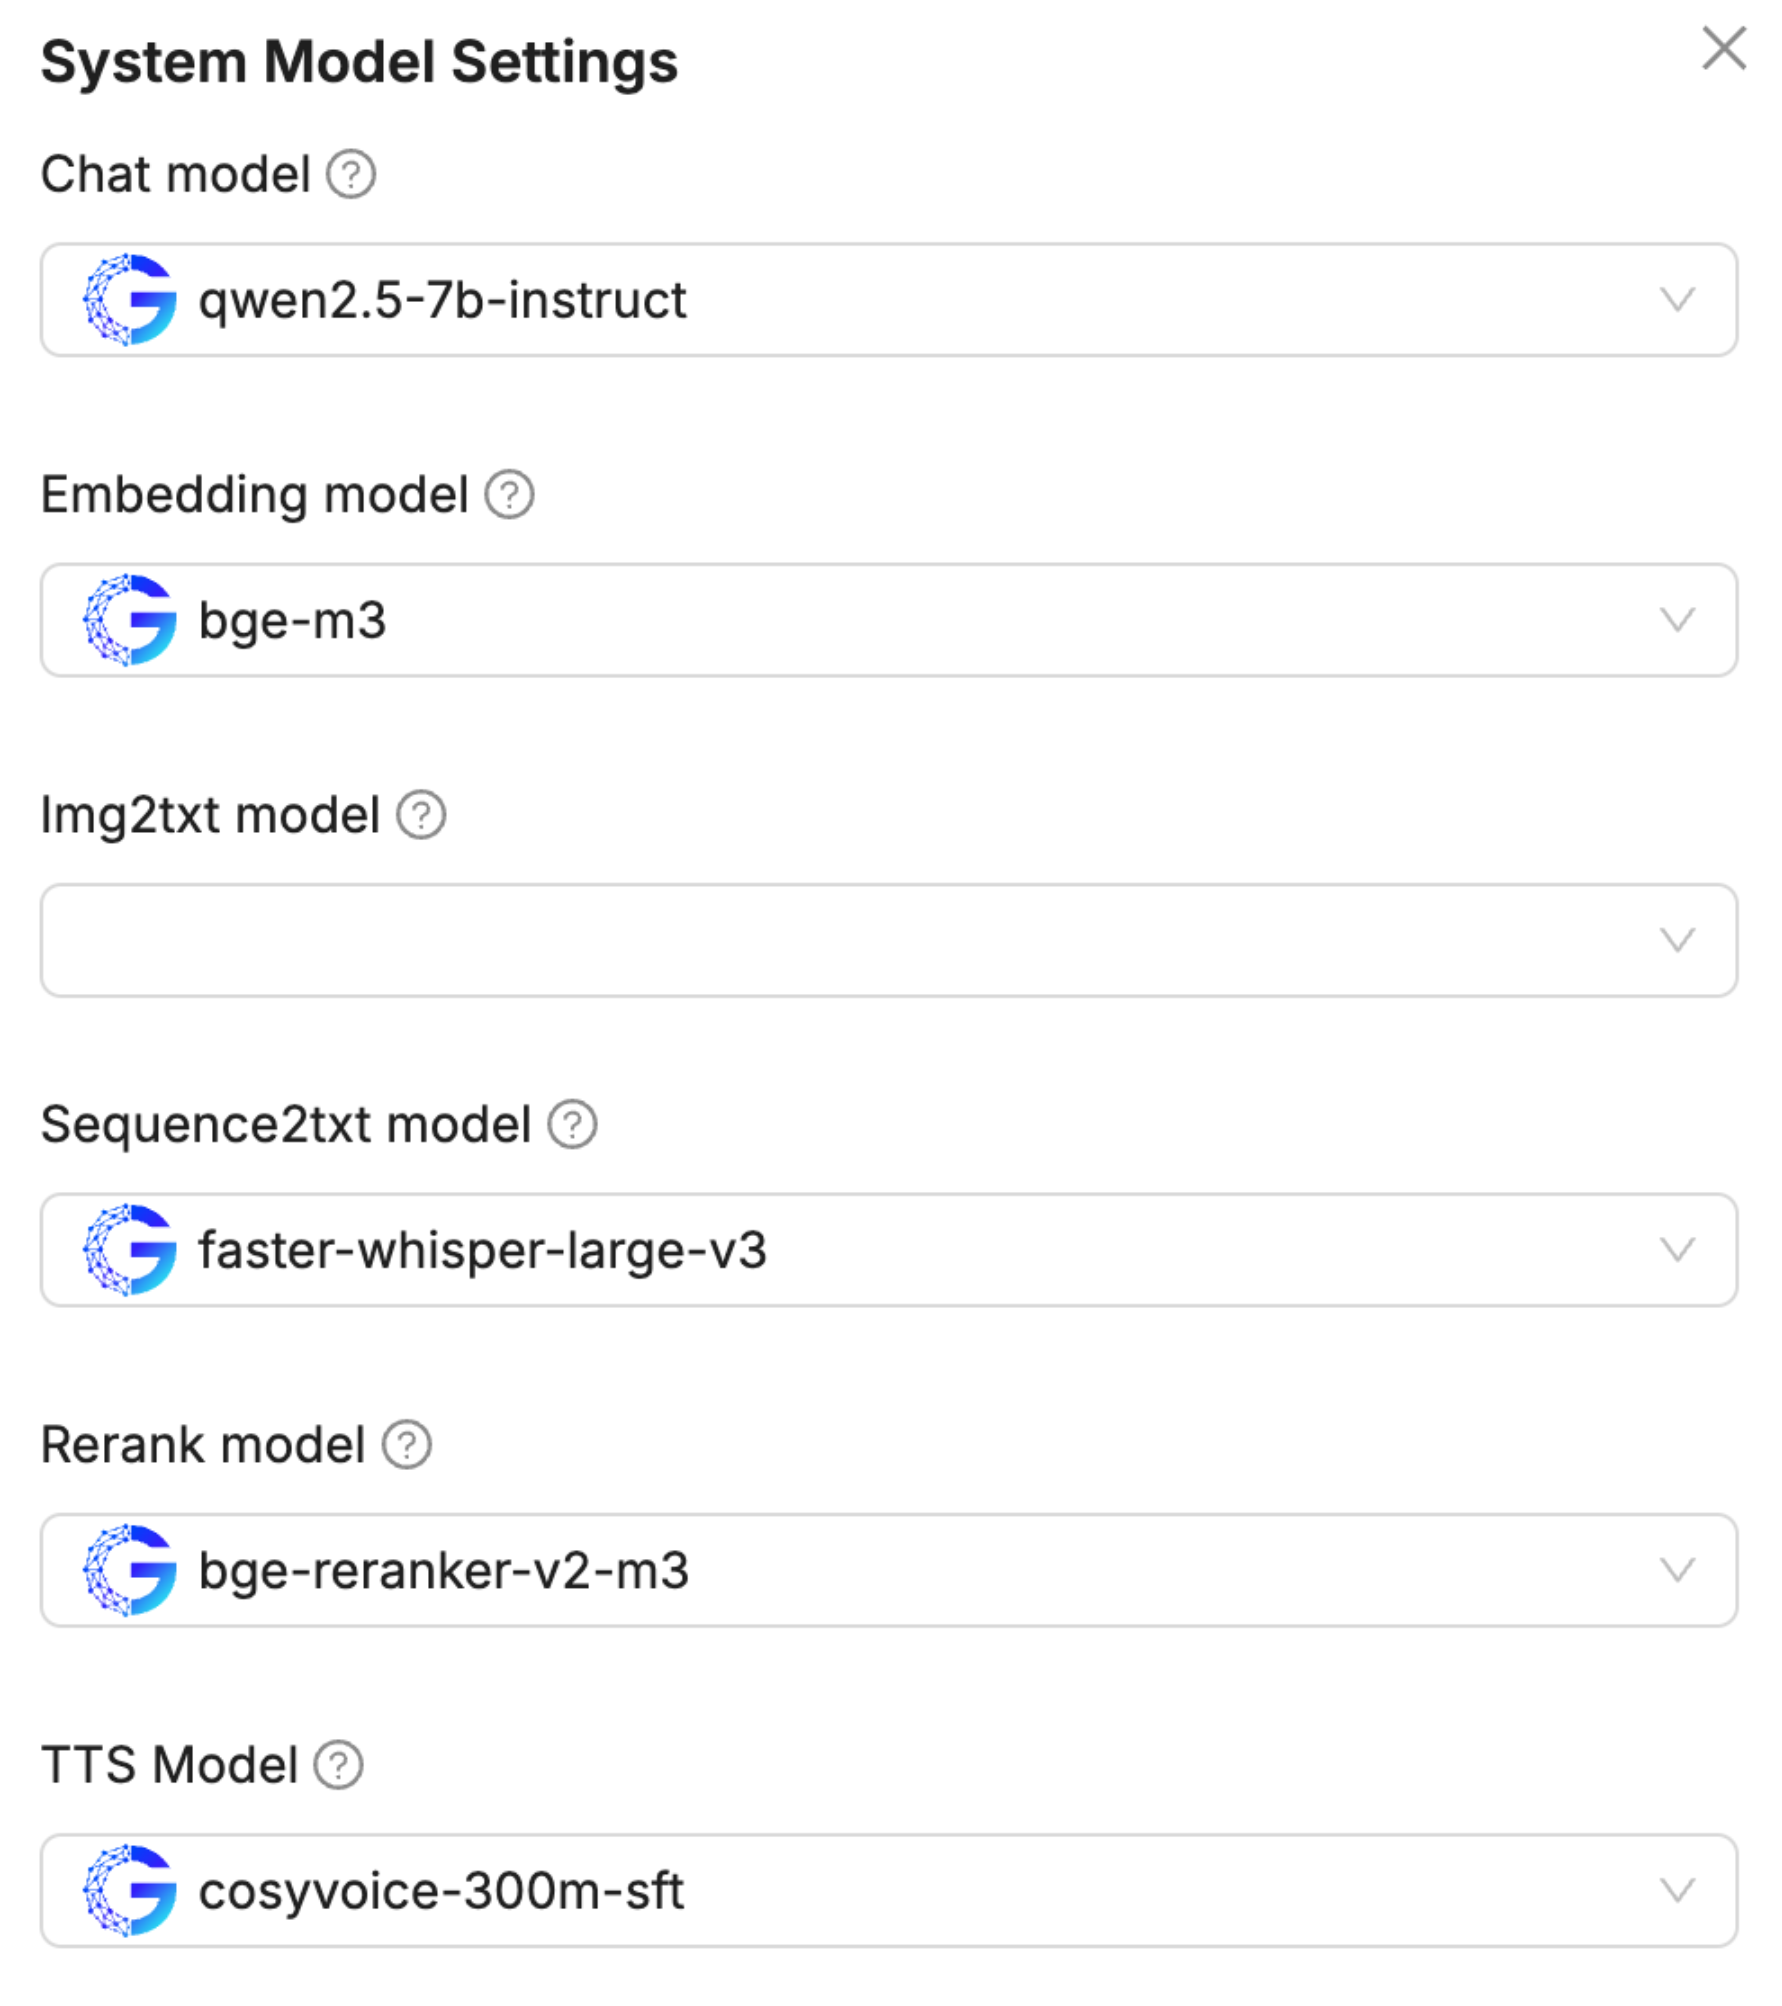 System Model Settings
Chat model
qwen2.5-7b-instruct
Embedding model
bge-m3
Img2txt model
Sequence2txt model
faster-whisper-large-v3
Rerank model
bge-reranker-v2-m3
TTS Model
cosyvoice-300m-sft